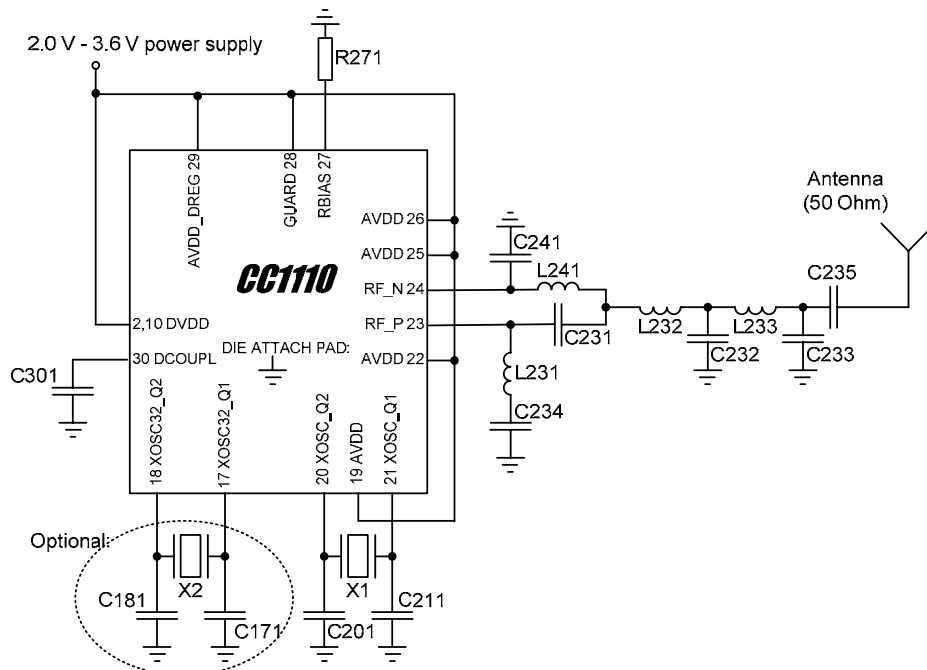 2.0 V - 3.6 V power supply
R271
AVDD_DREG 29
GUARD 28
RBIAS 27
Antenna
(50 Ohm)
AVDD 26
C241
AVDD 25
L241
C235
CC1110
RF_N 24
2,10 DVDD
RF_P 23
C231
L232
L233
DIE ATTACH PAD:
C232
C233
30 DCOUPL
AVDD 22
L231
C301
C234
18 XOSC32_Q2
17 XOSC32_Q1
20 XOSC_Q2
19 AVDD
21 XOSC_Q1
Optional:
X2
X1
C181
C171
C201
C211